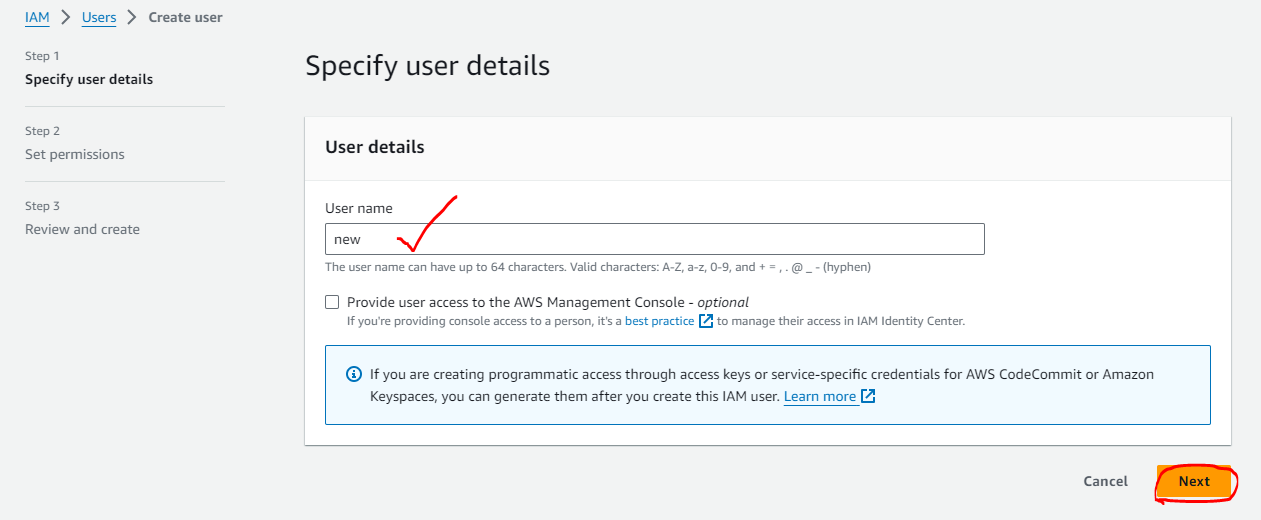 IAM > Users > Create user
Step 1
Specify user details
Step 2
Set permissions
Step 3
Review and create
Specify user details
User details
User name
new
The user name can have up to 64 characters. Valid characters: A-Z, a-z, 0-9, and + = , . @ _ - (hyphen)
Provide user access to the AWS Management Console - optional
If you're providing console access to a person, it's a best practice to manage their access in IAM Identity Center.
If you are creating programmatic access through access keys or service-specific credentials for AWS CodeCommit or Amazon
Keyspaces, you can generate them after you create this IAM user. Learn more
Cancel
Next